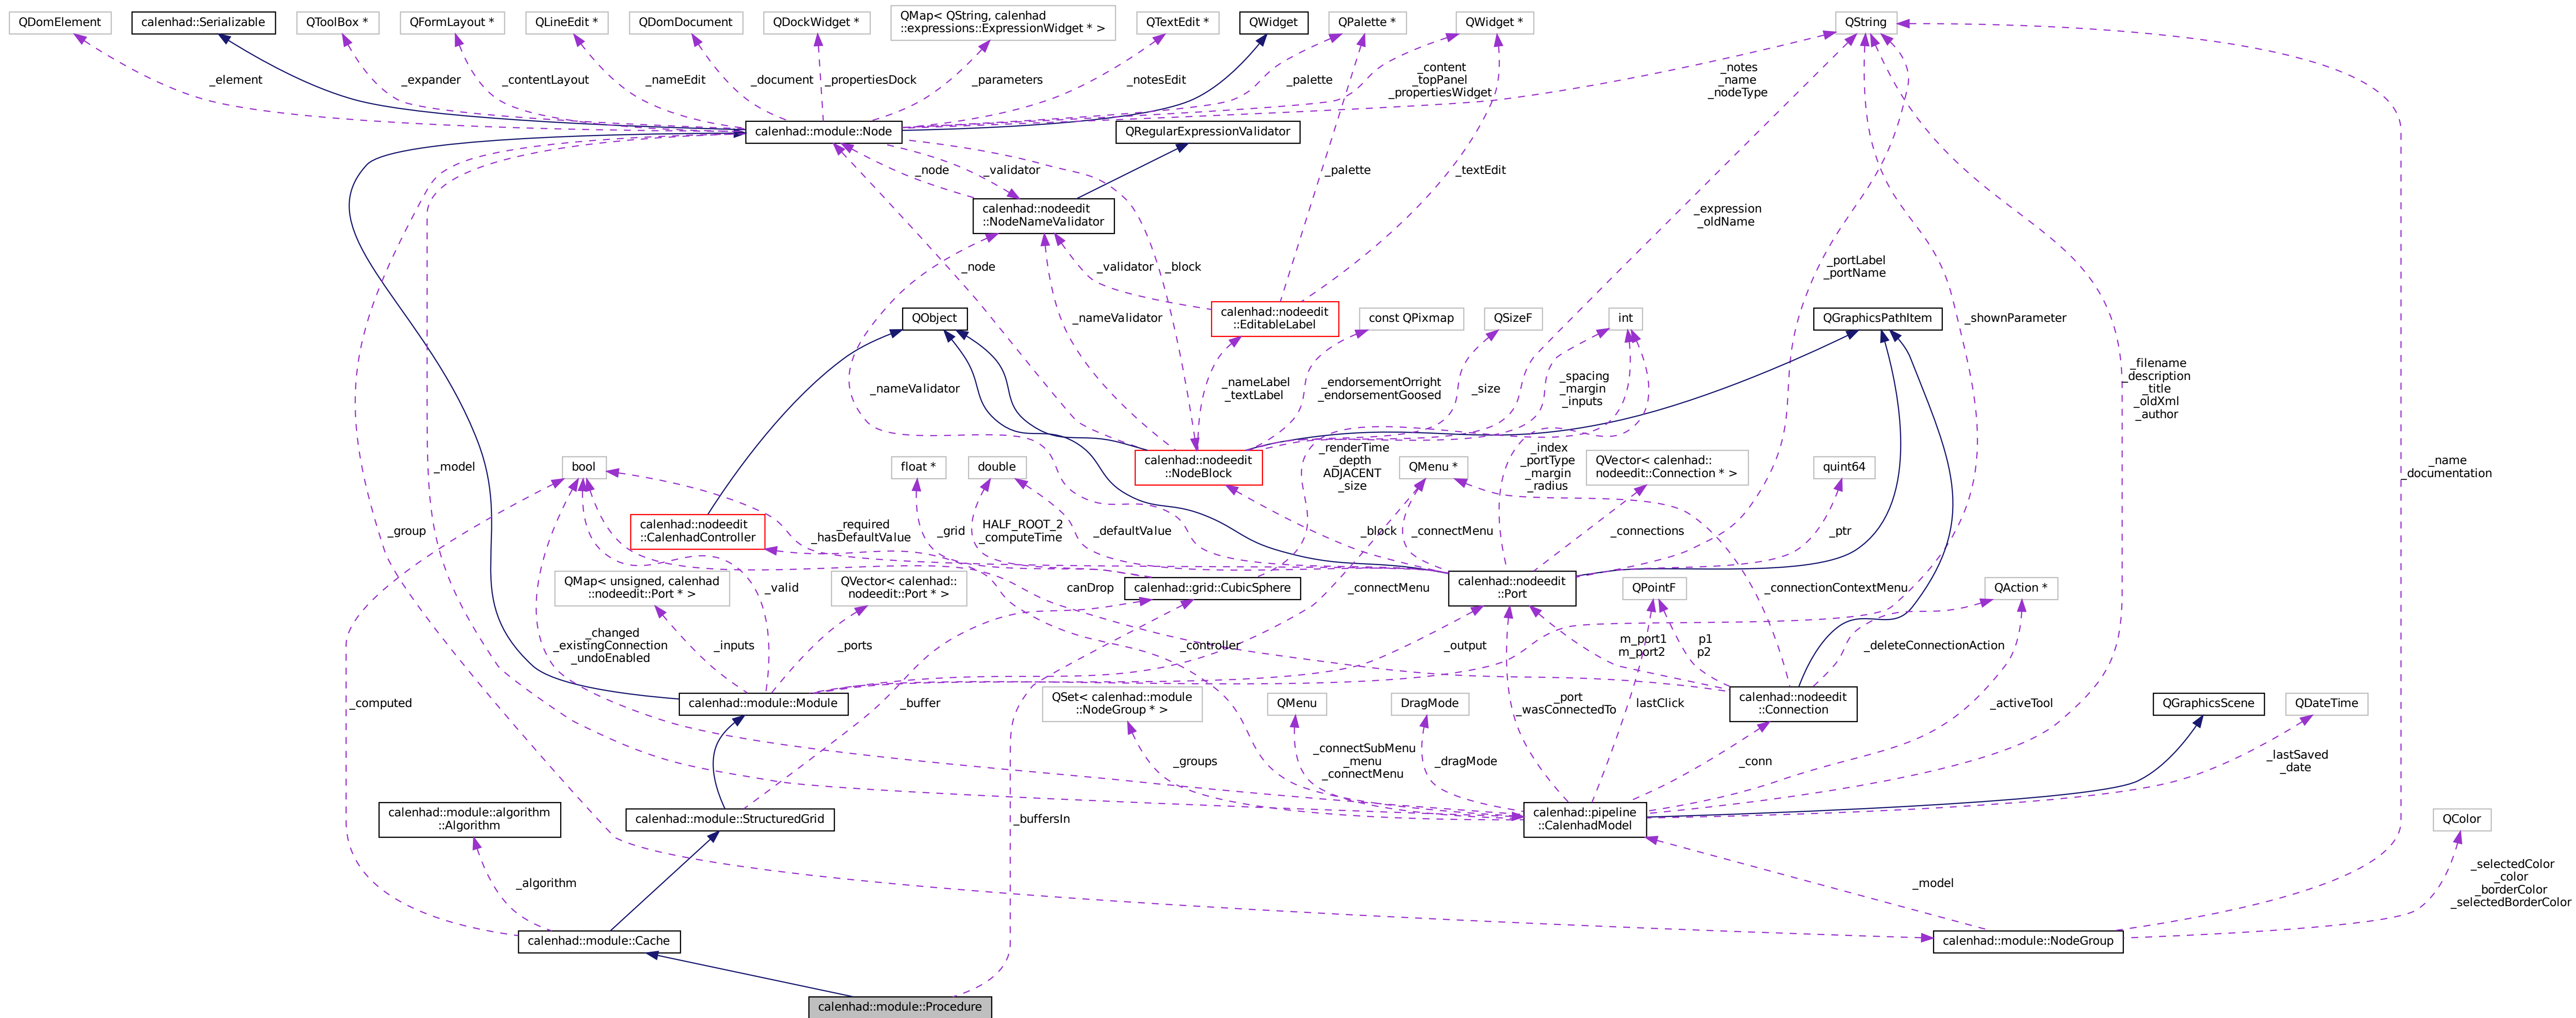 QDomElement
calenhad::Serializable
QToolBox *
QFormLayout *
QLineEdit *
QDomDocument
QDockWidget *
QMap< QString, calenhad
::expressions::ExpressionWidget * >
QTextEdit *
QWidget
QPalette *
QWidget *
QString
_element
_expander
_contentLayout
_nameEdit
_document
_propertiesDock
_parameters
_notesEdit
_palette
_content
_topPanel
_propertiesWidget
_notes
_name
_nodeType
calenhad::module::Node
QRegularExpressionValidator
_node
_validator
_palette
_textEdit
calenhad::nodeedit
::NodeNameValidator
_expression
_oldName
_node
_validator
_block
_portLabel
_portName
QObject
_nameValidator
calenhad::nodeedit
::EditableLabel
const QPixmap
QSizeF
int
QGraphicsPathItem
_shownParameter
_nameValidator
_nameLabel
_textLabel
_endorsementOrright
_endorsementGoosed
_size
_spacing
_margin
_inputs
_filename
_description
_title
_oldXml
_author
_model
bool
float *
double
calenhad::nodeedit
::NodeBlock
_renderTime
_depth
ADJACENT
_size
QMenu *
_index
_portType
_margin
_radius
QVector< calenhad::
nodeedit::Connection * >
quint64
_name
_documentation
_group
calenhad::nodeedit
::CalenhadController
_required
_hasDefaultValue
_grid
HALF_ROOT_2
_computeTime
_defaultValue
_block
_connectMenu
_connections
_ptr
QMap< unsigned, calenhad
::nodeedit::Port * >
_valid
QVector< calenhad::
nodeedit::Port * >
canDrop
calenhad::grid::CubicSphere
_connectMenu
calenhad::nodeedit
::Port
QPointF
_connectionContextMenu
QAction *
_changed
_existingConnection
_undoEnabled
_inputs
_ports
_controller
_output
m_port1
m_port2
p1
p2
_deleteConnectionAction
_computed
calenhad::module::Module
_buffer
QSet< calenhad::module
::NodeGroup * >
QMenu
DragMode
_port
_wasConnectedTo
lastClick
calenhad::nodeedit
::Connection
_activeTool
QGraphicsScene
QDateTime
_groups
_connectSubMenu
_menu
_connectMenu
_dragMode
_conn
_lastSaved
_date
calenhad::module::algorithm
::Algorithm
calenhad::module::StructuredGrid
_buffersIn
calenhad::pipeline
::CalenhadModel
QColor
_algorithm
_model
_selectedColor
_color
_borderColor
_selectedBorderColor
calenhad::module::Cache
calenhad::module::NodeGroup
calenhad::module::Procedure